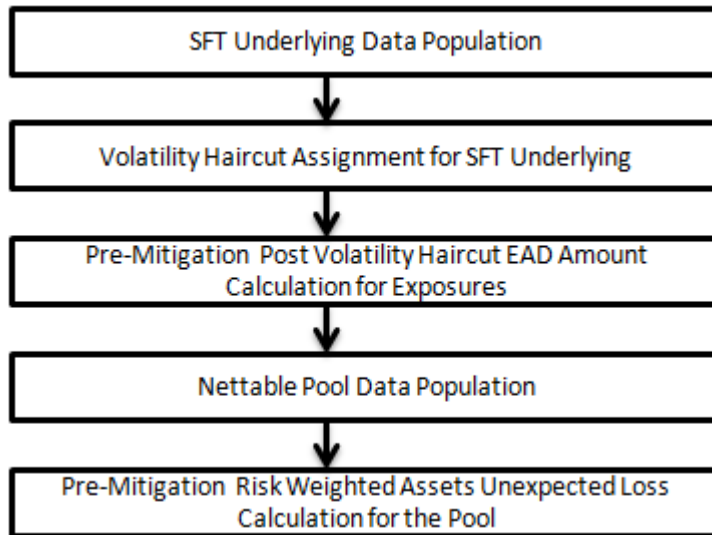 SFT Underlying Data Population
Volatility Haircut Assignment for SFT Underlying
Pre-Mitigation Post Volatility Haircut EAD Amount
Calculation for Exposures
Nettable Pool Data Population
Pre-Mitigation Risk Weighted Assets Unexpected Loss
Calculation for the Pool